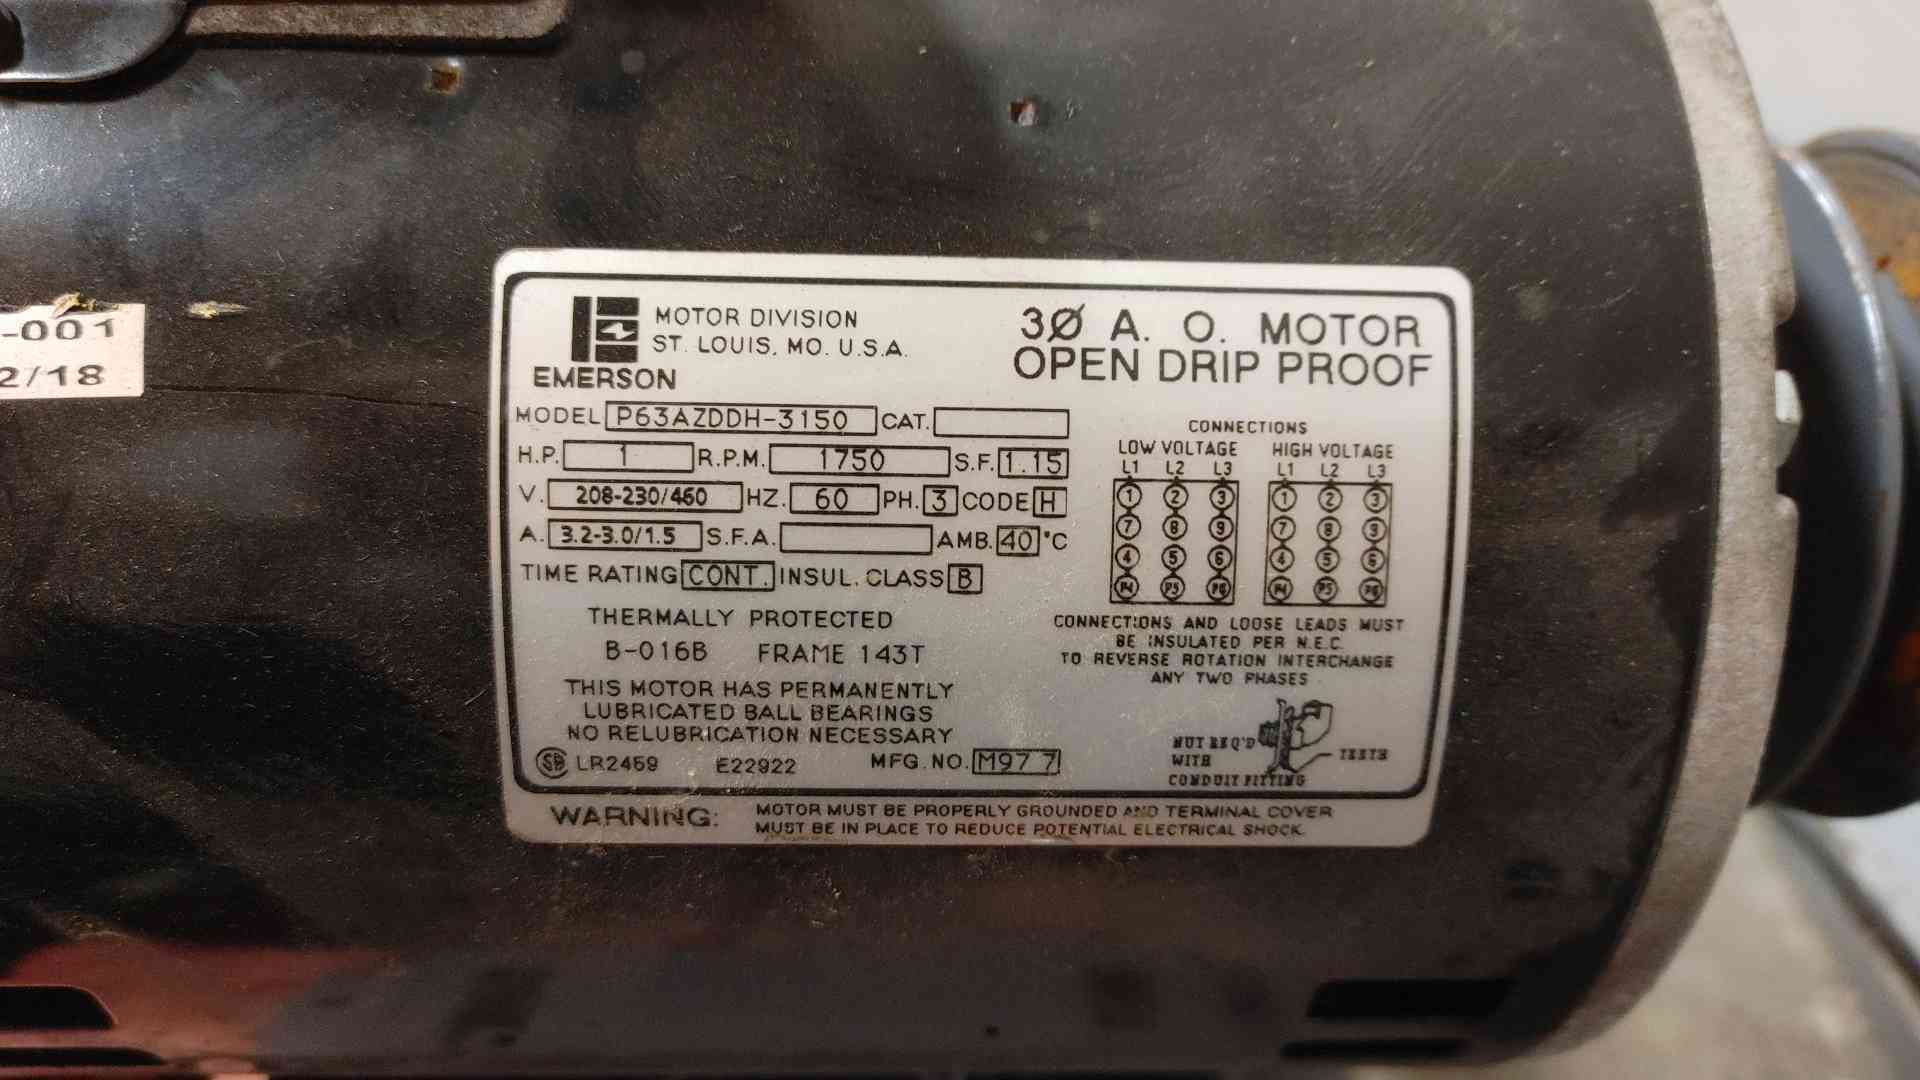 -001
2/18
MOTOR DIVISION
ST. LOUIS, MO. U.S.A.
EMERSON
3Ø A. O. MOTOR
OPEN DRIP PROOF
MODEL P63AZDDH-3150 CAT.
H.P. 1 R.P.M. 1750 S.F. 1.15
V. 208-230/460 HZ. 60 PH. 3 CODE H
A. 3.2-3.0/1.5 S.F.A. AMB. 40 °C
TIME RATING CONT. INSUL. CLASS B
THERMALLY PROTECTED
B-016B FRAME 143T
THIS MOTOR HAS PERMANENTLY
LUBRICATED BALL BEARINGS
NO RELUBRICATION NECESSARY
LR2459 E22922 MFG. NO. M97 7
CONNECTIONS
LOW VOLTAGE HIGH VOLTAGE
L1 L2 L3 L1 L2 L3
1 2 3 1 2 3
7 8 9 7 8 9
4 5 6 4 5 6
P4 P5 P6 P4 P5 P6
CONNECTIONS AND LOOSE LEADS MUST
BE INSULATED PER N.E.C.
TO REVERSE ROTATION INTERCHANGE
ANY TWO PHASES
NUT REQ'D
WITH
CONDUIT FITTING
TEETH
WARNING: MOTOR MUST BE PROPERLY GROUNDED AND TERMINAL COVER
MUST BE IN PLACE TO REDUCE POTENTIAL ELECTRICAL SHOCK.